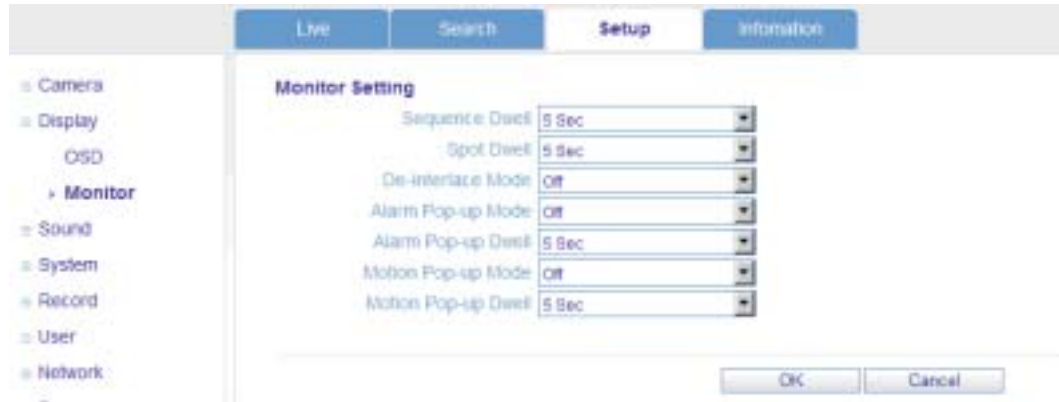 Live Search Setup Infomation
Camera
Display
OSD
Monitor
Sound
System
Record
User
Network
Monitor Setting
Sequence Dwell 5 Sec
Spot Dwell 5 Sec
De-interlace Mode Off
Alarm Pop-up Mode Off
Alarm Pop-up Dwell 5 Sec
Motion Pop-up Mode Off
Motion Pop-up Dwell 5 Sec
OK Cancel